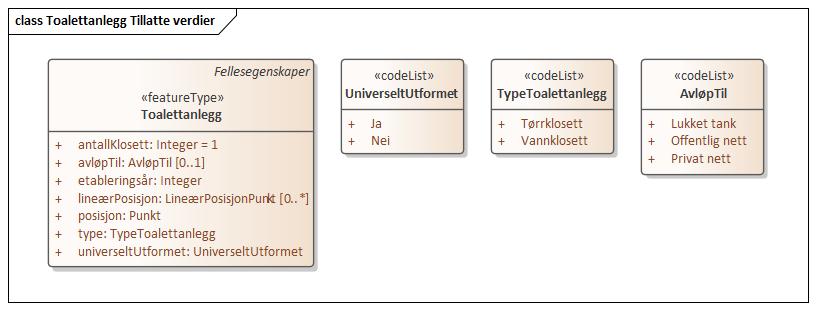 class Toalettanlegg Tillatte verdier
Fellesegenskaper
«featureType»
Toalettanlegg
+ antallKlosett: Integer = 1
+ avløpTil: AvløpTil [0..1]
+ etableringsår: Integer
+ lineærPosisjon: LineærPosisjonPunkt [0..*]
+ posisjon: Punkt
+ type: TypeToalettanlegg
+ universeltUtformet: UniverseltUtformet
«codeList»
UniverseltUtformet
+ Ja
+ Nei
«codeList»
TypeToalettanlegg
+ Tørrklosett
+ Vannklosett
«codeList»
AvløpTil
+ Lukket tank
+ Offentlig nett
+ Privat nett